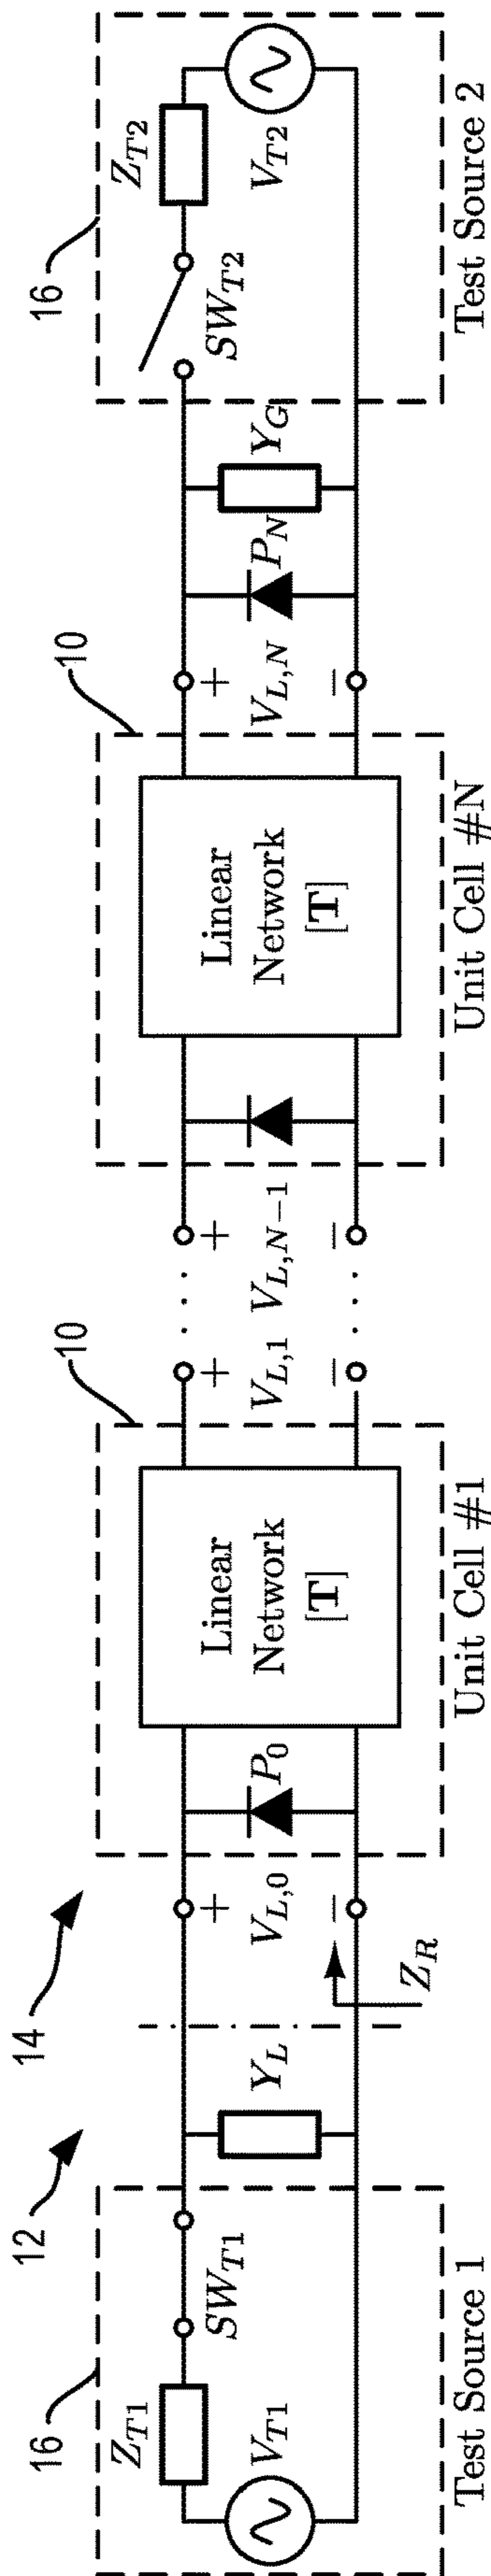 12
14
16
10
10
16
Z_{T1}
SW_{T1}
V_{T1}
Y_L
Z_R
+
V_{L,0}
−
P_0
Linear
Network
[T]
+
V_{L,1}
−
· · ·
· · ·
+
V_{L,N−1}
−
Linear
Network
[T]
+
V_{L,N}
−
P_N
Y_G
SW_{T2}
Z_{T2}
V_{T2}
Test Source 1
Unit Cell #1
Unit Cell #N
Test Source 2